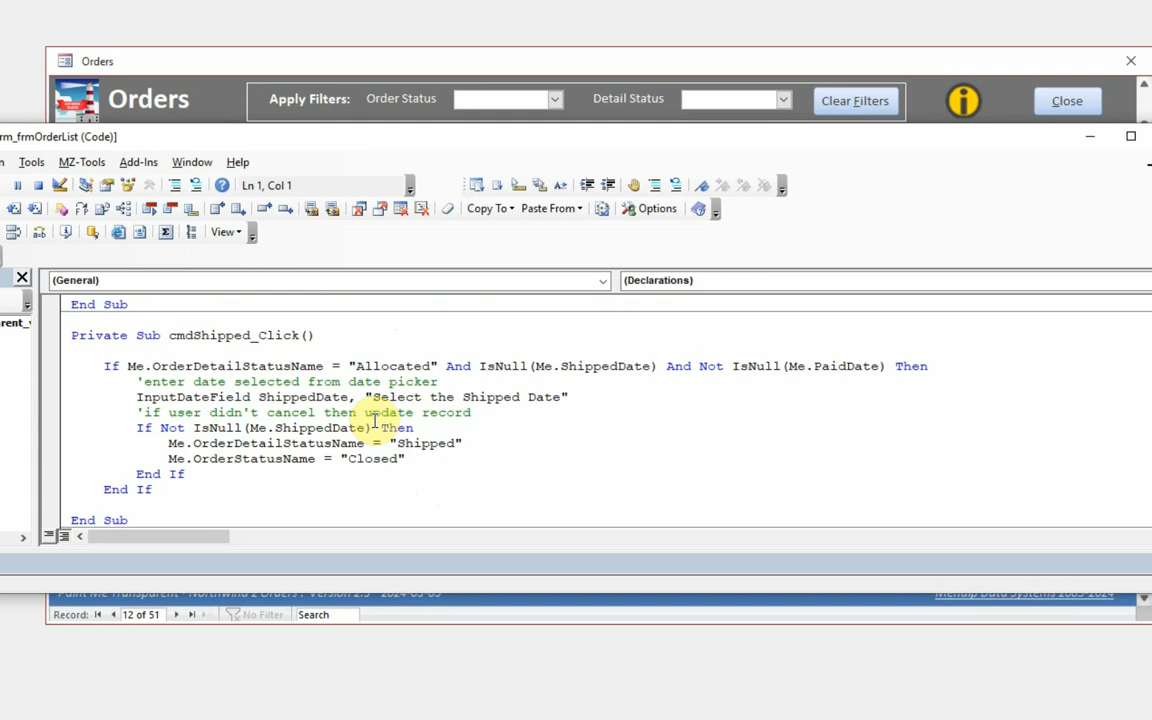 Orders
Orders
Apply Filters: Order Status Detail Status Clear Filters Close
rm_frmOrderList (Code)]
Tools MZ-Tools Add-Ins Window Help
Ln 1, Col 1
Copy To Paste From Options
View
(General) (Declarations)
rent_
End Sub
Private Sub cmdShipped_Click()
If Me.OrderDetailStatusName = "Allocated" And IsNull(Me.ShippedDate) And Not IsNull(Me.PaidDate) Then
'enter date selected from date picker
InputDateField ShippedDate, "Select the Shipped Date"
'if user didn't cancel then update record
If Not IsNull(Me.ShippedDate) Then
Me.OrderDetailStatusName = "Shipped"
Me.OrderStatusName = "Closed"
End If
End If
End Sub
Record: 12 of 51 No Filter Search